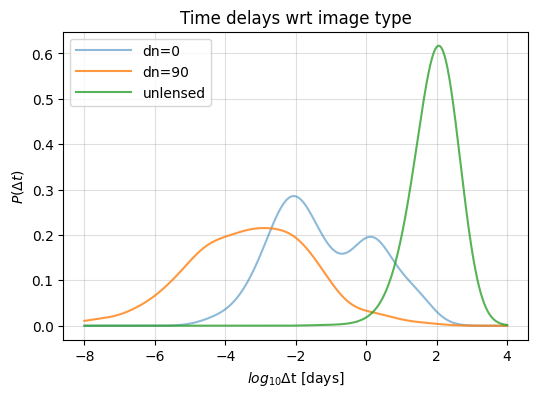 Time delays wrt image type
dn=0
dn=90
unlensed
P(Δt)
0.6
0.5
0.4
0.3
0.2
0.1
0.0
−8 −6 −4 −2 0 2 4
log₁₀Δt [days]